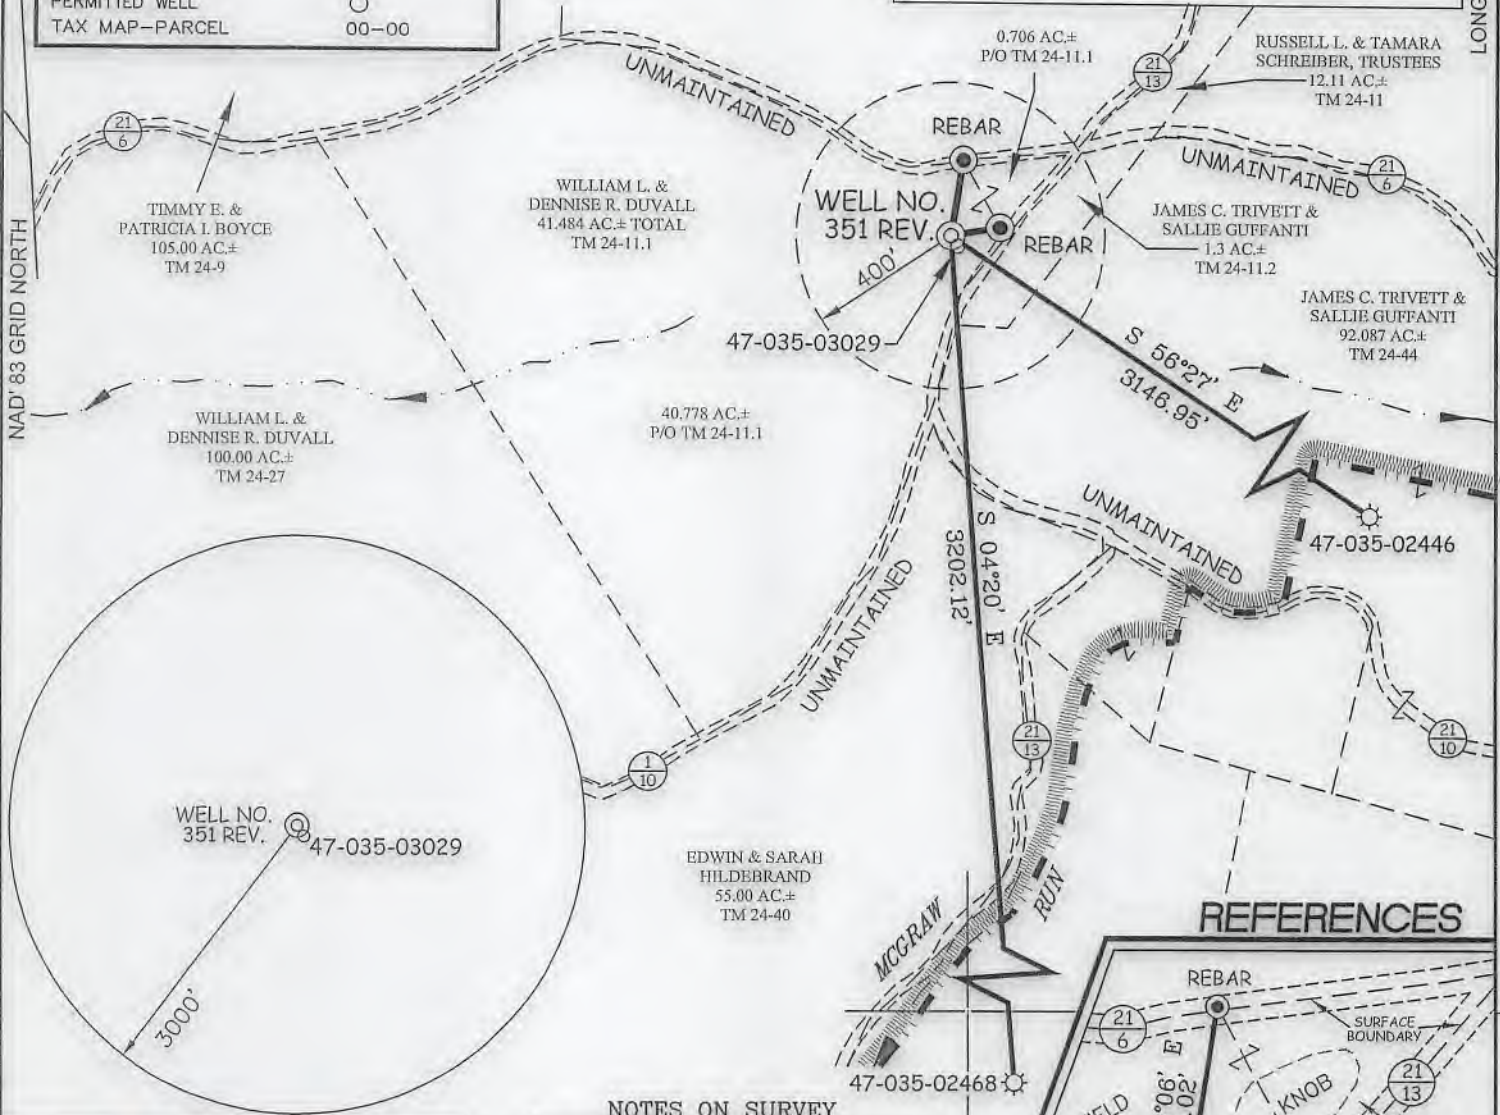 PERMITTED WELL
TAX MAP-PARCEL 00-00
LONG
NAD' 83 GRID NORTH
21
6
TIMMY E. &
PATRICIA I. BOYCE
105.00 AC.±
TM 24-9
UNMAINTAINED
WILLIAM L. &
DENNISE R. DUVALL
41.484 AC.± TOTAL
TM 24-11.1
0.706 AC.±
P/O TM 24-11.1
21
13
RUSSELL L. & TAMARA
SCHREIBER, TRUSTEES
12.11 AC.±
TM 24-11
REBAR
UNMAINTAINED
21
6
WELL NO.
351 REV.
REBAR
400'
JAMES C. TRIVETT &
SALLIE GUFFANTI
1.3 AC.±
TM 24-11.2
JAMES C. TRIVETT &
SALLIE GUFFANTI
92.087 AC.±
TM 24-44
47-035-03029
S 56°27' E
3146.95'
WILLIAM L. &
DENNISE R. DUVALL
100.00 AC.±
TM 24-27
40.778 AC.±
P/O TM 24-11.1
UNMAINTAINED
47-035-02446
S 04°20' E
3202.12'
UNMAINTAINED
21
13
21
10
1
10
WELL NO.
351 REV.
47-035-03029
3000'
EDWIN & SARAH
HILDEBRAND
55.00 AC.±
TM 24-40
MCGRAW
RUN
47-035-02468
REFERENCES
REBAR
21
6
SURFACE
BOUNDARY
21
13
KNOB
°06' E
02'
ELD
NOTES ON SURVEY